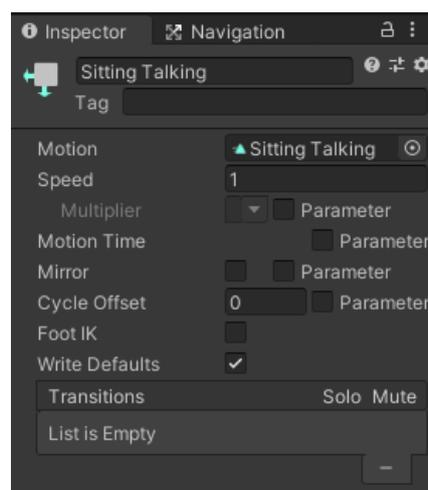 Inspector Navigation
Sitting Talking
Tag
Motion Sitting Talking
Speed 1
Multiplier Parameter
Motion Time Parameter
Mirror Parameter
Cycle Offset 0 Parameter
Foot IK
Write Defaults
Transitions Solo Mute
List is Empty